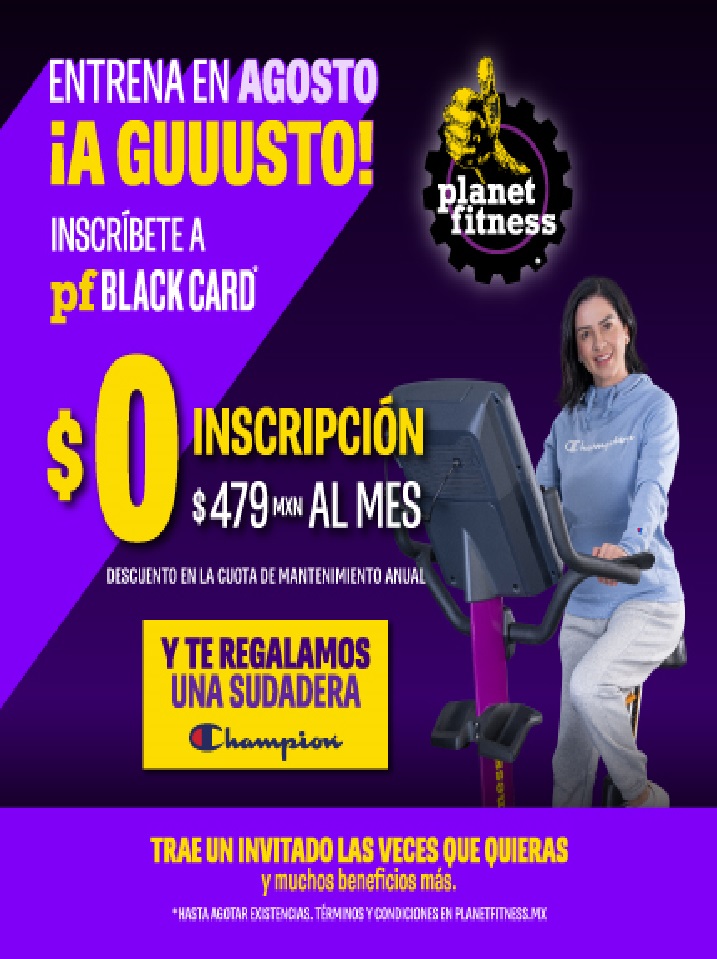 ENTRENA EN AGOSTO
¡A GUUUSTO!
planet
fitness
INSCRÍBETE A
pf BLACK CARD*
$0 INSCRIPCIÓN
$479 MXN AL MES
DESCUENTO EN LA CUOTA DE MANTENIMIENTO ANUAL
Champion
Y TE REGALAMOS
UNA SUDADERA
Champion
TRAE UN INVITADO LAS VECES QUE QUIERAS
y muchos beneficios más.
*HASTA AGOTAR EXISTENCIAS. TÉRMINOS Y CONDICIONES EN PLANETFITNESS.MX